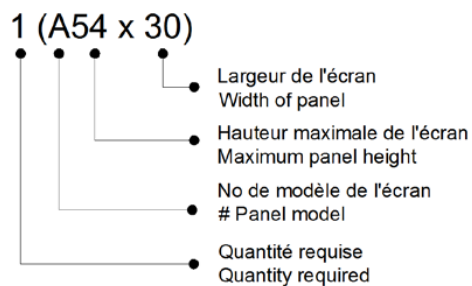 1 (A54 x 30)
Largeur de l'écran
Width of panel
Hauteur maximale de l'écran
Maximum panel height
No de modèle de l'écran
# Panel model
Quantité requise
Quantity required